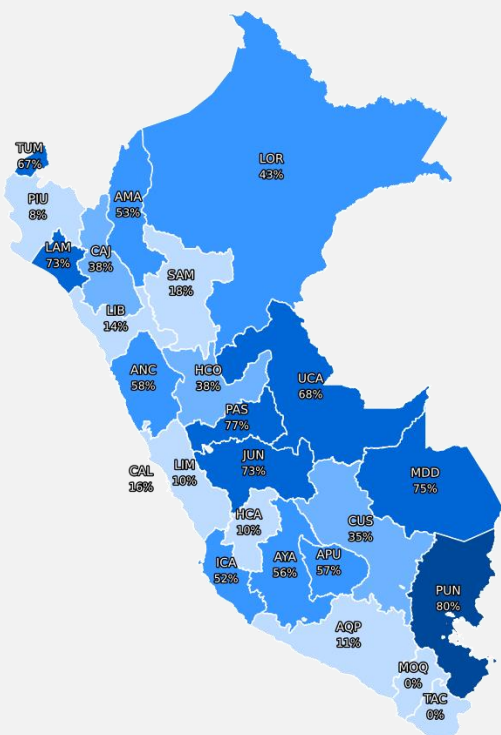 LOR
43%
TUM
67%
PIU
8%
AMA
53%
LAM
73%
CAJ
38%
SAM
18%
LIB
14%
ANC
58%
HCO
38%
UCA
68%
PAS
77%
CAL
16%
LIM
10%
JUN
73%
MDD
75%
HCA
10%
CUS
35%
ICA
52%
AYA
56%
APU
57%
PUN
80%
AQP
11%
MOQ
0%
TAC
0%